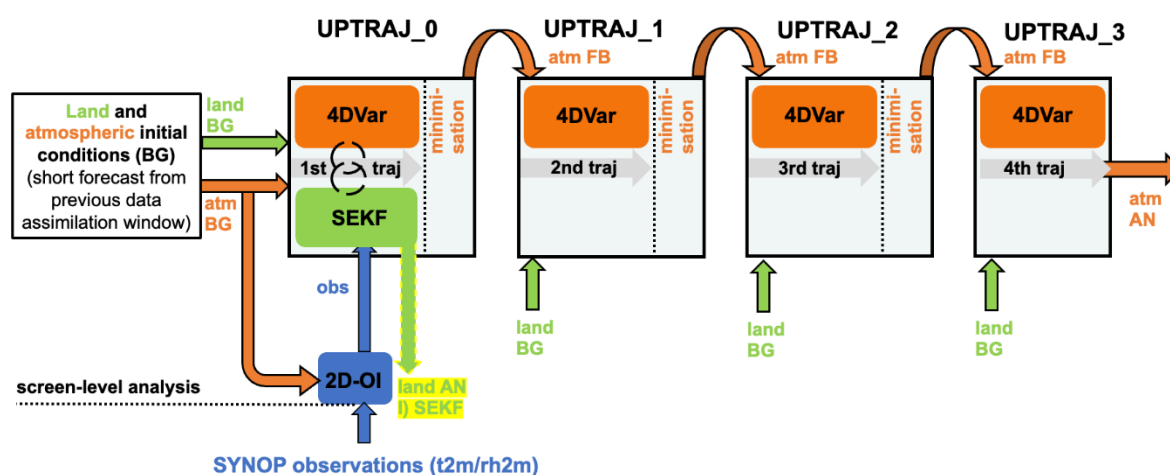 UPTRAJ_0
UPTRAJ_1
UPTRAJ_2
UPTRAJ_3
atm FB
atm FB
atm FB
Land and
atmospheric initial
conditions (BG)
(short forecast from
previous data
assimilation window)
land
BG
atm
BG
4DVar
1st traj
SEKF
minimi-
sation
4DVar
2nd traj
minimi-
sation
4DVar
3rd traj
minimi-
sation
4DVar
4th traj
atm
AN
obs
land
BG
land
BG
land
BG
screen-level analysis
2D-OI
land AN
I) SEKF
SYNOP observations (t2m/rh2m)